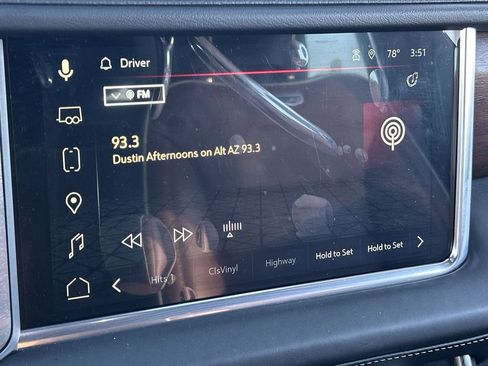 Driver
78° 3:51
FM
93.3
Dustin Afternoons on Alt AZ 93.3
Hits 1 ClsVinyl Highway Hold to Set Hold to Set